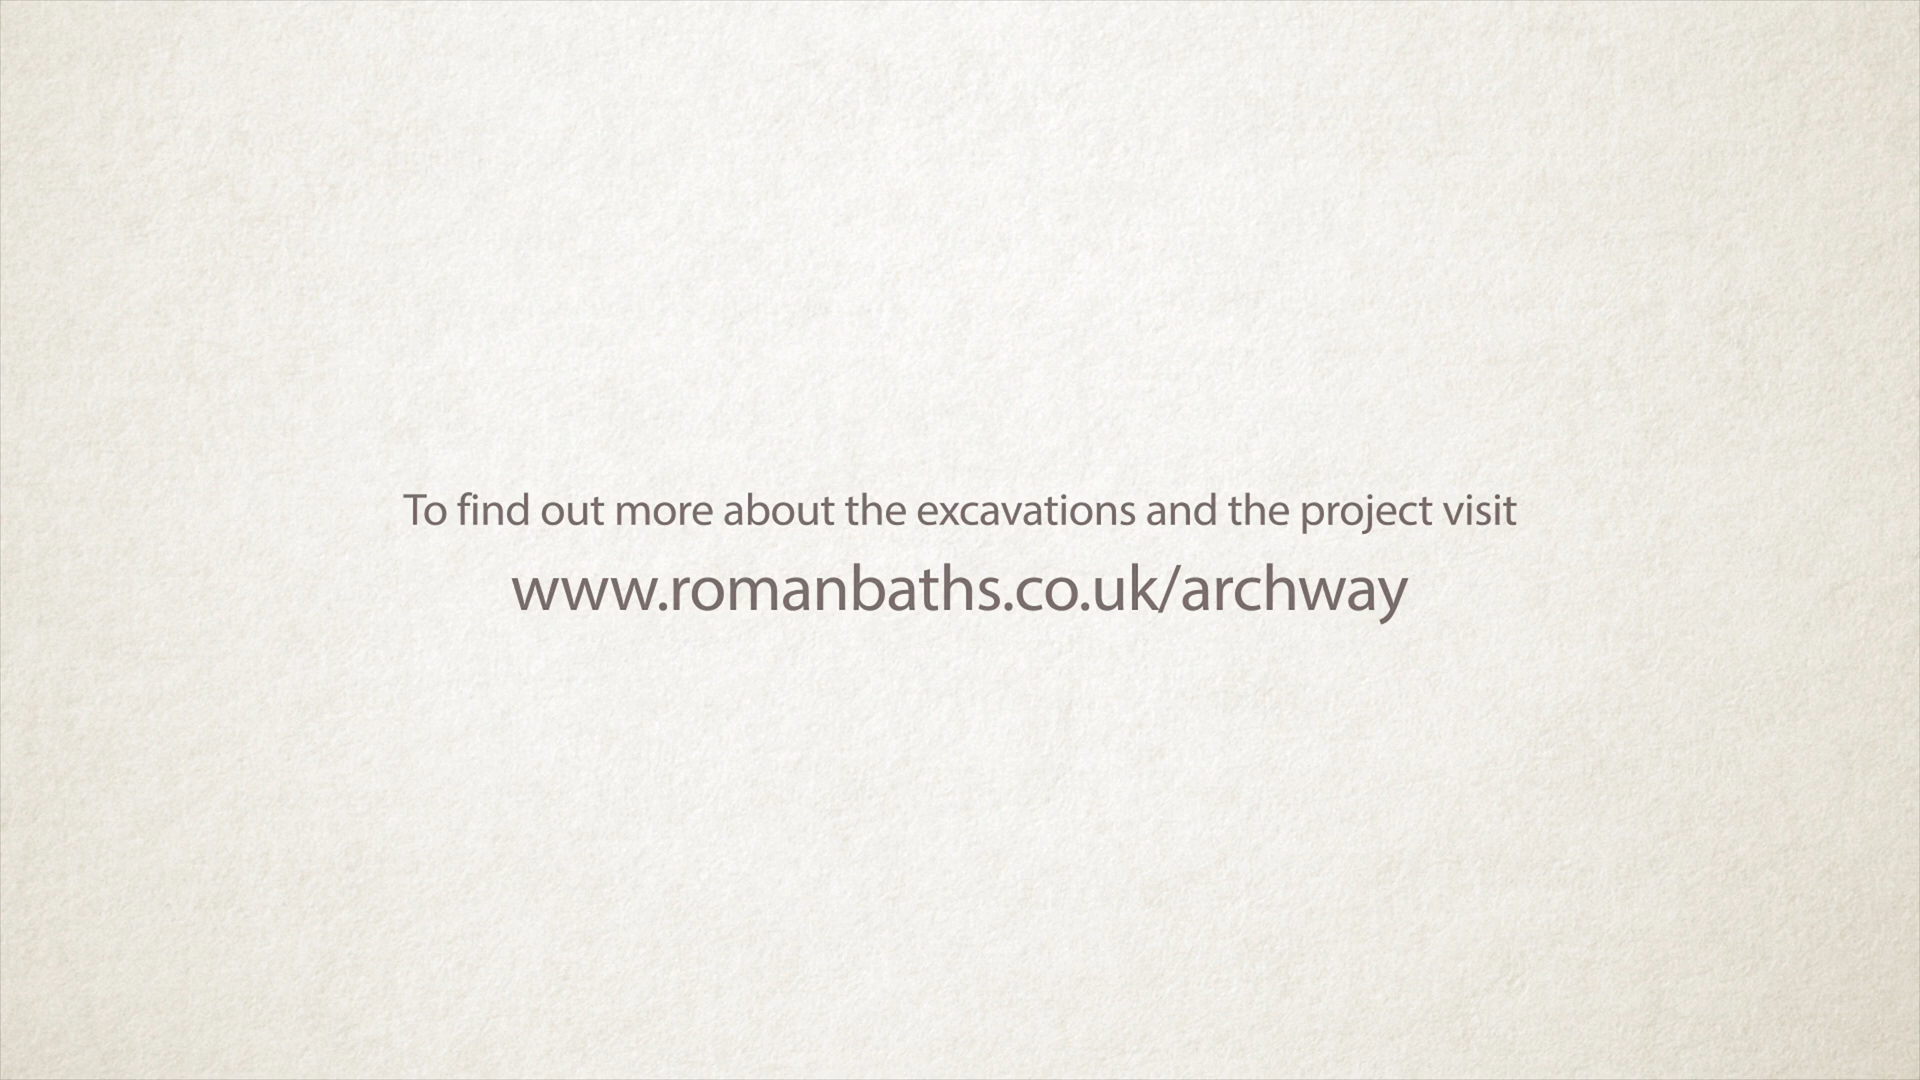 To find out more about the excavations and the project visit
www.romanbaths.co.uk/archway